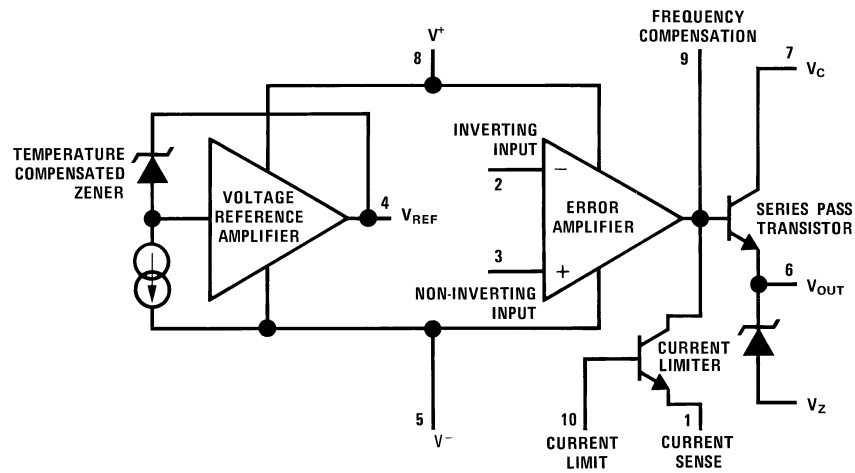 FREQUENCY
COMPENSATION
9
V+
8
7
VC
TEMPERATURE
COMPENSATED
ZENER
VOLTAGE
REFERENCE
AMPLIFIER
4
VREF
INVERTING
INPUT
2
−
ERROR
AMPLIFIER
3
+
NON-INVERTING
INPUT
SERIES PASS
TRANSISTOR
6
VOUT
CURRENT
LIMITER
VZ
5
V−
10
CURRENT
LIMIT
1
CURRENT
SENSE